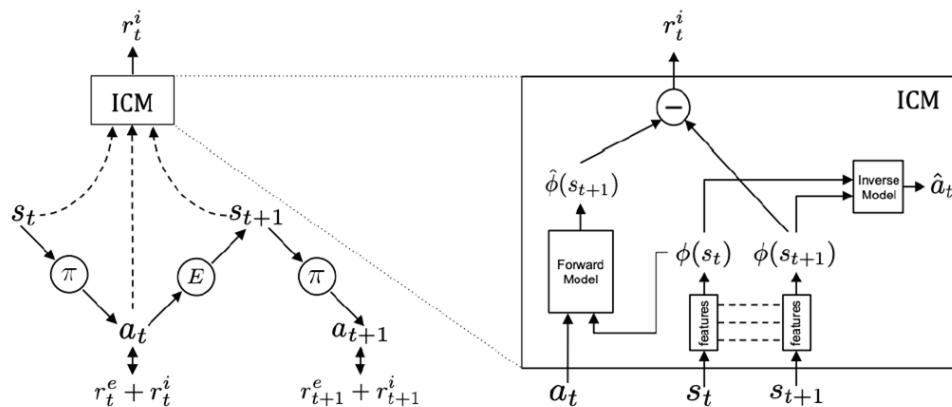 r_t^i
r_t^i
ICM
ICM
φ̂(s_{t+1})
Inverse
Model
â_t
s_t
s_{t+1}
π
E
π
Forward
Model
φ(s_t)
φ(s_{t+1})
features
features
a_t
a_{t+1}
r_t^e + r_t^i
r_{t+1}^e + r_{t+1}^i
a_t
s_t
s_{t+1}
−